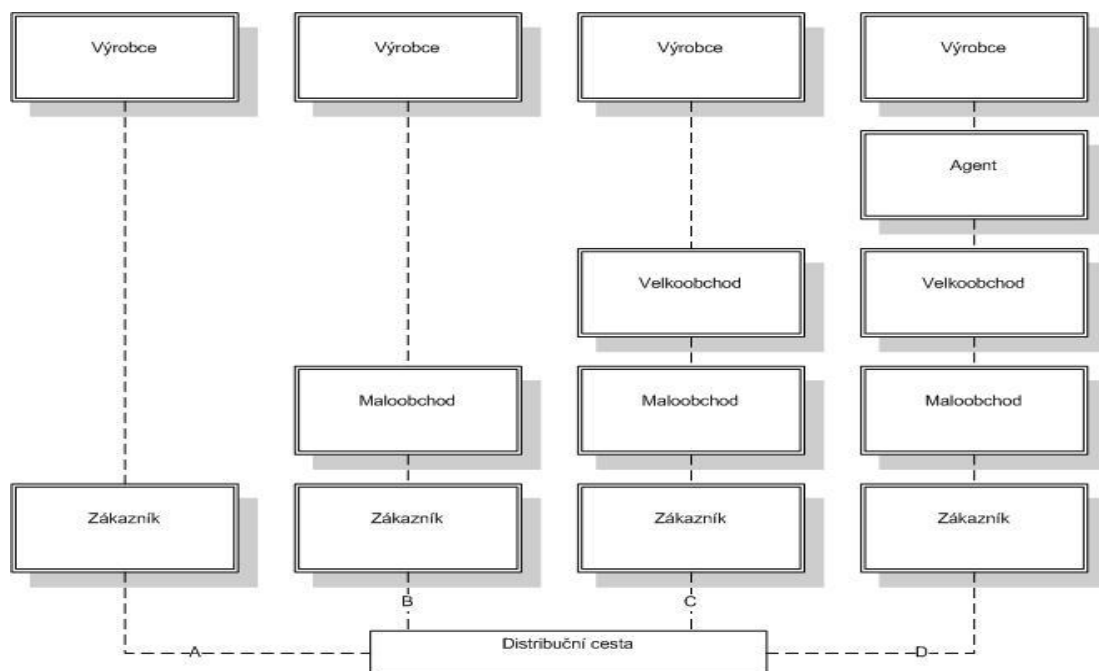 Výrobce
Výrobce
Výrobce
Výrobce
Agent
Velkoobchod
Velkoobchod
Maloobchod
Maloobchod
Maloobchod
Zákazník
Zákazník
Zákazník
Zákazník
B
C
Distribuční cesta
A
D